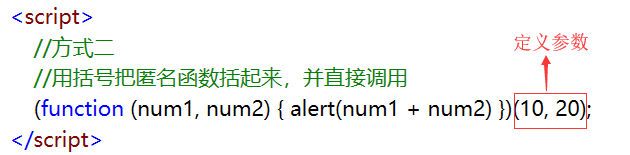 <script>
//方式二
定义参数
//用括号把匿名函数括起来，并直接调用
(function (num1, num2) { alert(num1 + num2) })(10, 20);
</script>